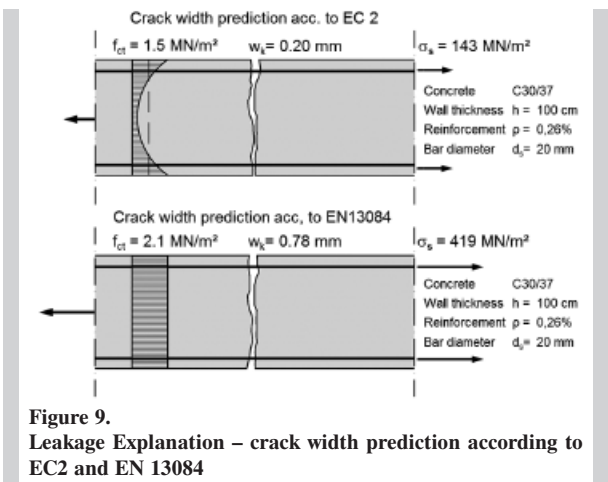 Crack width prediction acc. to EC 2
f_ct = 1.5 MN/m² w_k= 0.20 mm σ_s = 143 MN/m²
Concrete C30/37
Wall thickness h = 100 cm
Reinforcement ρ = 0,26%
Bar diameter d_s= 20 mm
Crack width prediction acc, to EN13084
f_ct = 2.1 MN/m² w_k= 0.78 mm σ_s = 419 MN/m²
Concrete C30/37
Wall thickness h = 100 cm
Reinforcement ρ = 0,26%
Bar diameter d_s= 20 mm
Figure 9.
Leakage Explanation – crack width prediction according to
EC2 and EN 13084